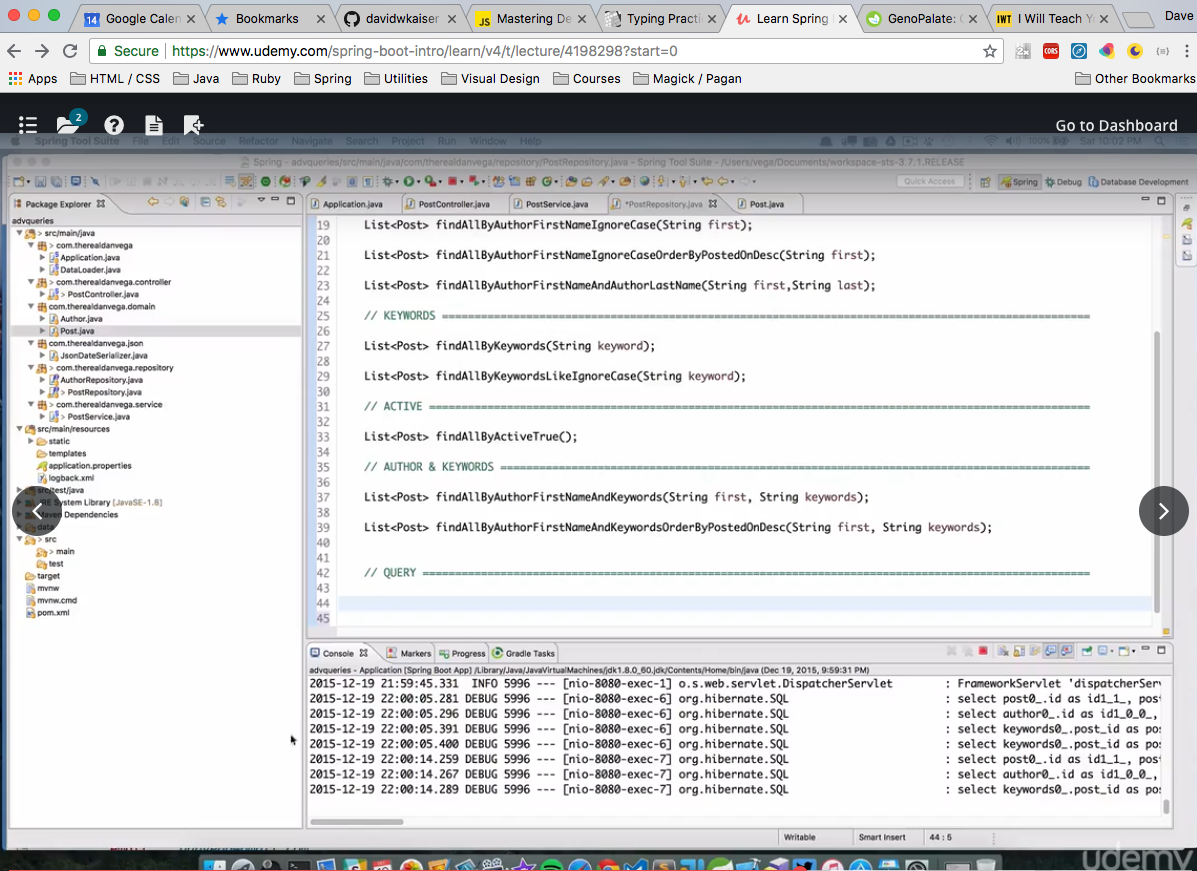 14 Google Calen
Bookmarks
davidwkaiser
JS Mastering De
Typing Practi
Learn Spring
GenoPalate: C
IWT I Will Teach Y
Dave
Secure https://www.udemy.com/spring-boot-intro/learn/v4/t/lecture/4198298?start=0
Apps HTML / CSS Java Ruby Spring Utilities Visual Design Courses Magick / Pagan Other Bookmarks
2 Go to Dashboard
Spring Tool Suite File Edit Source Refactor Navigate Search Project Run Window Help 100% Sat 10:02 PM
Spring - advqueries/src/main/java/com/therealdanvega/repository/PostRepository.java - Spring Tool Suite - /Users/vega/Documents/workspace-sts-3.7.1.RELEASE
Quick Access Spring Debug Database Development
Package Explorer
advqueries
src/main/java
> com.therealdanvega
Application.java
DataLoader.java
> com.therealdanvega.controller
> PostController.java
com.therealdanvega.domain
Author.java
Post.java
com.therealdanvega.json
JsonDateSerializer.java
> com.therealdanvega.repository
AuthorRepository.java
> PostRepository.java
> com.therealdanvega.service
> PostService.java
src/main/resources
static
templates
application.properties
logback.xml
src/test/java
JRE System Library [JavaSE-1.8]
Maven Dependencies
data
> src
> main
test
target
mvnw
mvnw.cmd
pom.xml
Application.java PostController.java PostService.java *PostRepository.java Post.java
19 List<Post> findAllByAuthorFirstNameIgnoreCase(String first);
20
21 List<Post> findAllByAuthorFirstNameIgnoreCaseOrderByPostedOnDesc(String first);
22
23 List<Post> findAllByAuthorFirstNameAndAuthorLastName(String first,String last);
24
25 // KEYWORDS ====================================================================================================
26
27 List<Post> findAllByKeywords(String keyword);
28
29 List<Post> findAllByKeywordsLikeIgnoreCase(String keyword);
30
31 // ACTIVE ======================================================================================================
32
33 List<Post> findAllByActiveTrue();
34
35 // AUTHOR & KEYWORDS ===========================================================================================
36
37 List<Post> findAllByAuthorFirstNameAndKeywords(String first, String keywords);
38
39 List<Post> findAllByAuthorFirstNameAndKeywordsOrderByPostedOnDesc(String first, String keywords);
40
41
42 // QUERY =======================================================================================================
43
44
45
Console Markers Progress Gradle Tasks
advqueries - Application [Spring Boot App] /Library/Java/JavaVirtualMachines/jdk1.8.0_60.jdk/Contents/Home/bin/java (Dec 19, 2015, 9:59:31 PM)
2015-12-19 21:59:45.331 INFO 5996 --- [nio-8080-exec-1] o.s.web.servlet.DispatcherServlet : FrameworkServlet 'dispatcherServ
2015-12-19 22:00:05.281 DEBUG 5996 --- [nio-8080-exec-6] org.hibernate.SQL : select post0_.id as id1_1_, pos
2015-12-19 22:00:05.296 DEBUG 5996 --- [nio-8080-exec-6] org.hibernate.SQL : select author0_.id as id1_0_0_,
2015-12-19 22:00:05.391 DEBUG 5996 --- [nio-8080-exec-6] org.hibernate.SQL : select keywords0_.post_id as pos
2015-12-19 22:00:05.400 DEBUG 5996 --- [nio-8080-exec-6] org.hibernate.SQL : select keywords0_.post_id as pos
2015-12-19 22:00:14.259 DEBUG 5996 --- [nio-8080-exec-7] org.hibernate.SQL : select post0_.id as id1_1_, pos
2015-12-19 22:00:14.267 DEBUG 5996 --- [nio-8080-exec-7] org.hibernate.SQL : select author0_.id as id1_0_0_,
2015-12-19 22:00:14.289 DEBUG 5996 --- [nio-8080-exec-7] org.hibernate.SQL : select keywords0_.post_id as pos
Writable Smart Insert 44 : 5
udemy